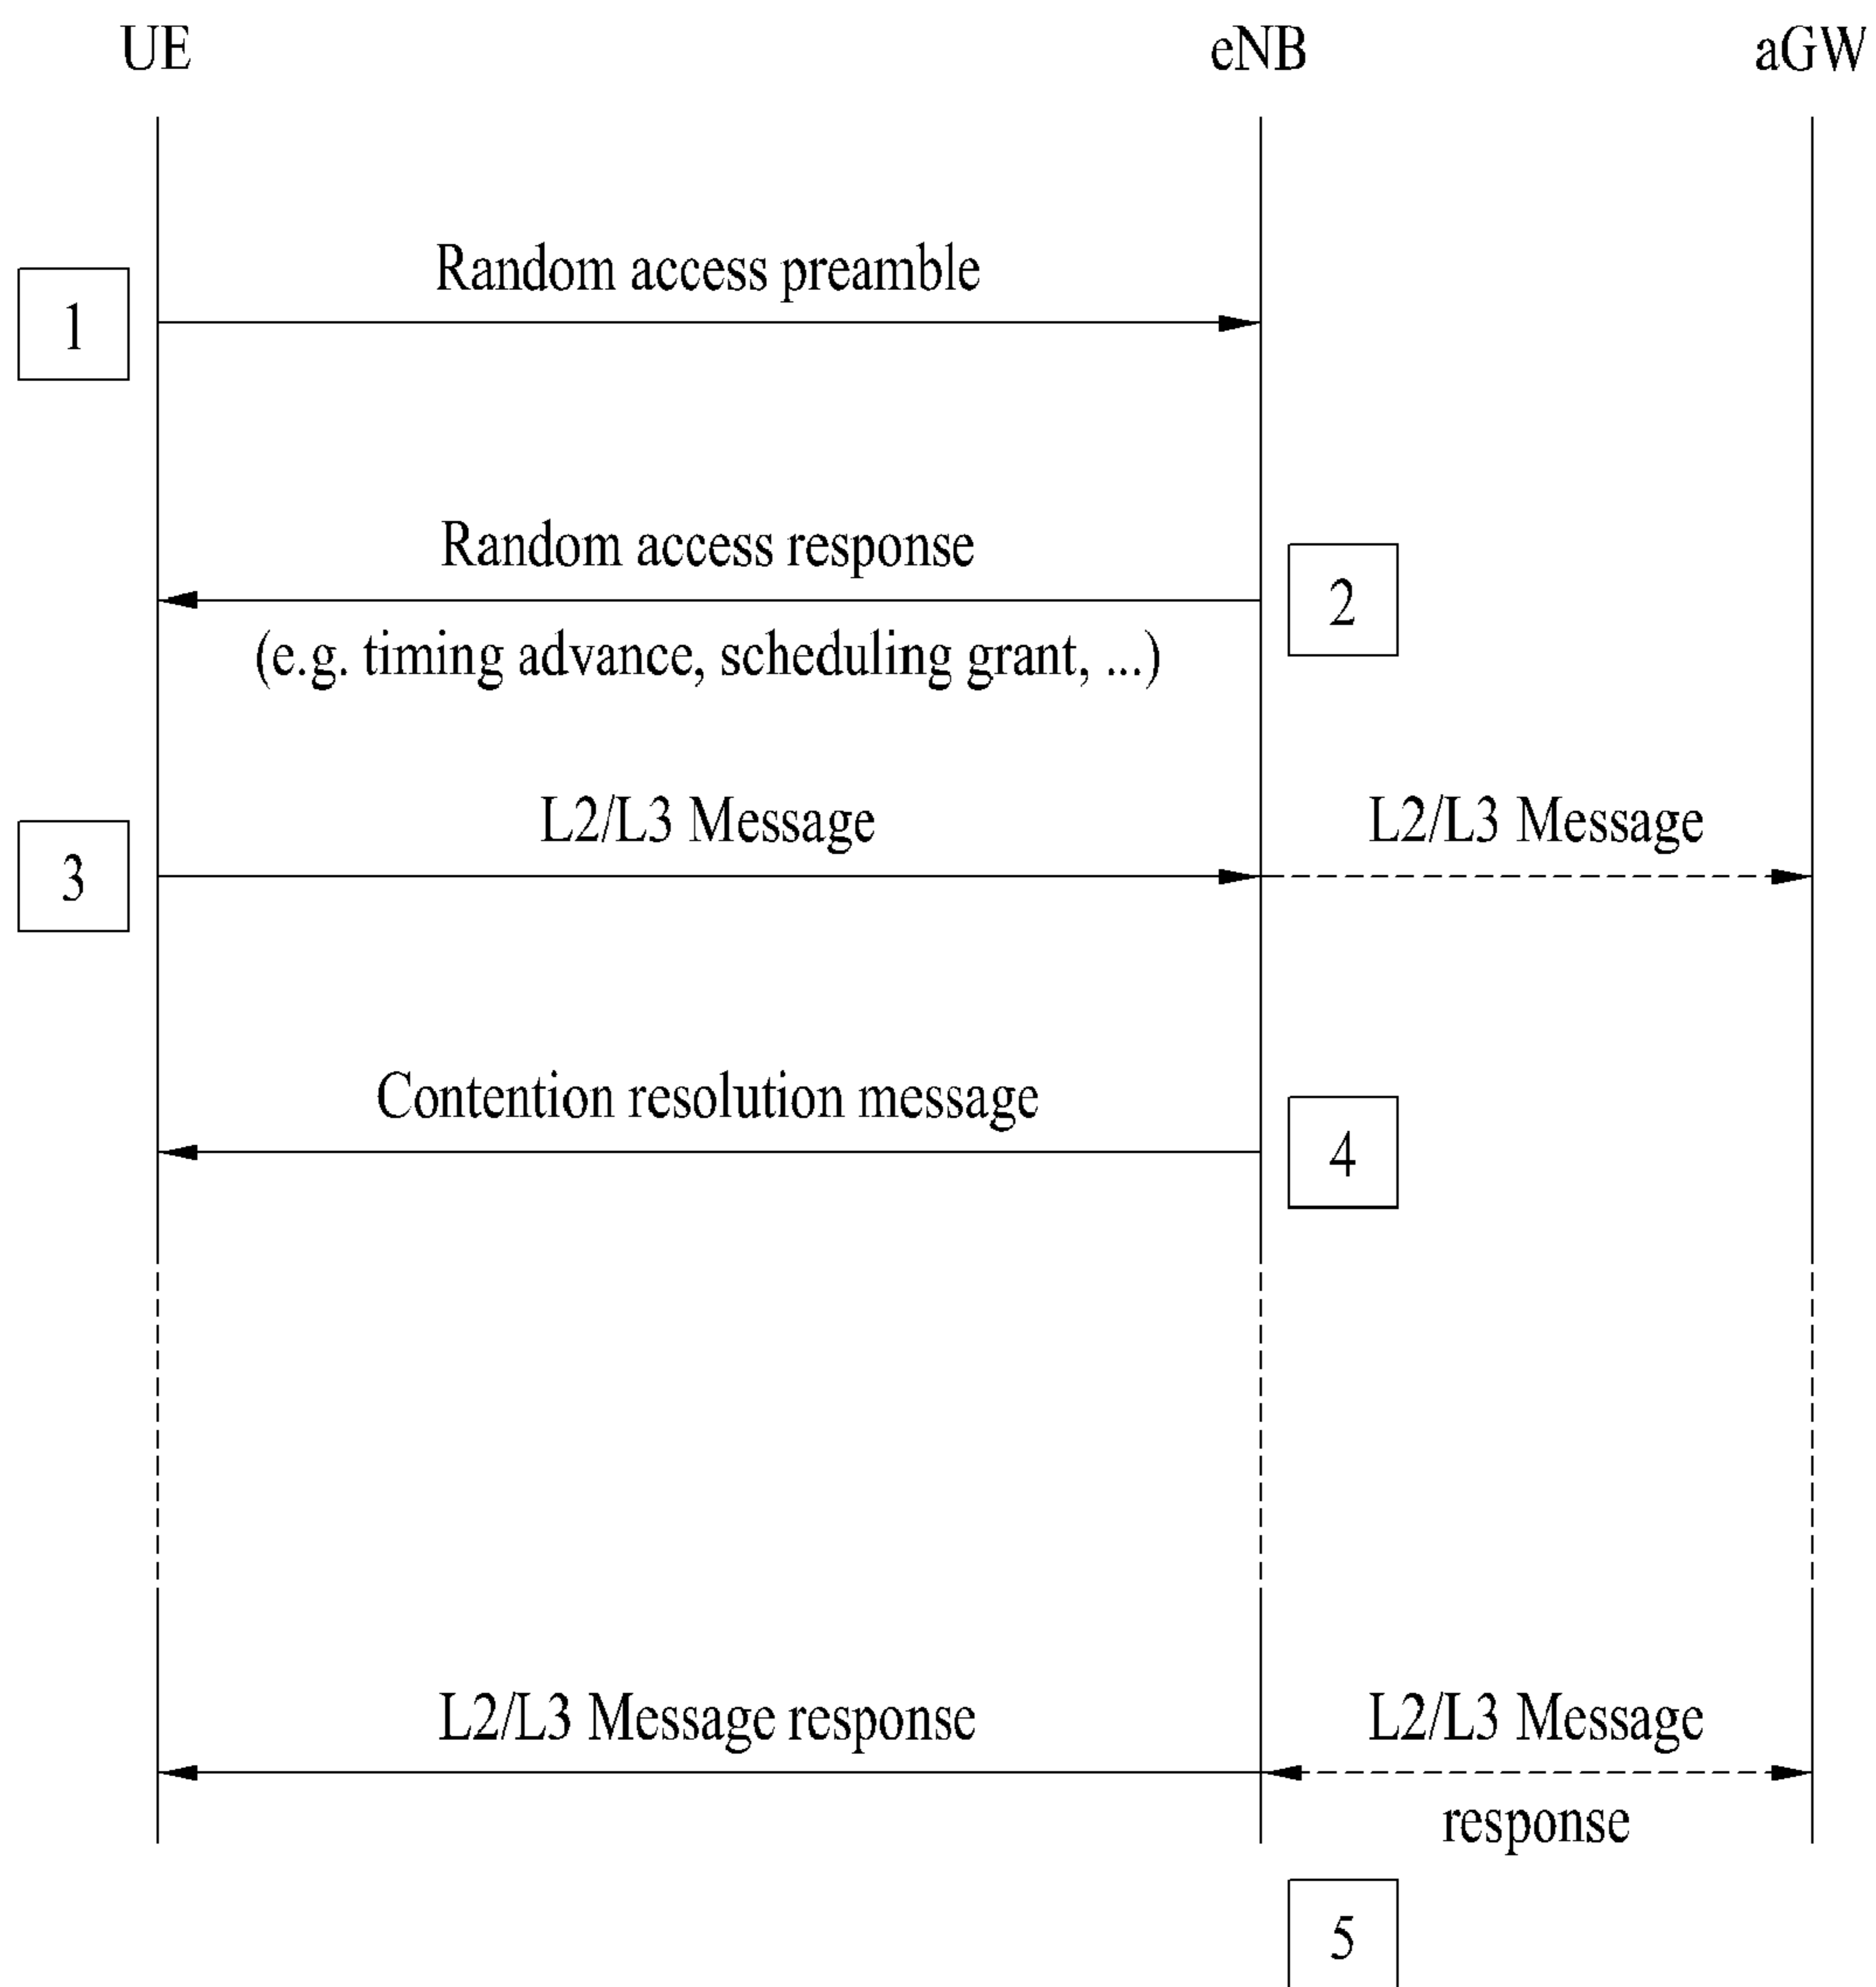 UE
eNB
aGW
Random access preamble
1
Random access response
2
(e.g. timing advance, scheduling grant, ...)
L2/L3 Message
L2/L3 Message
3
Contention resolution message
4
L2/L3 Message response
L2/L3 Message
response
5